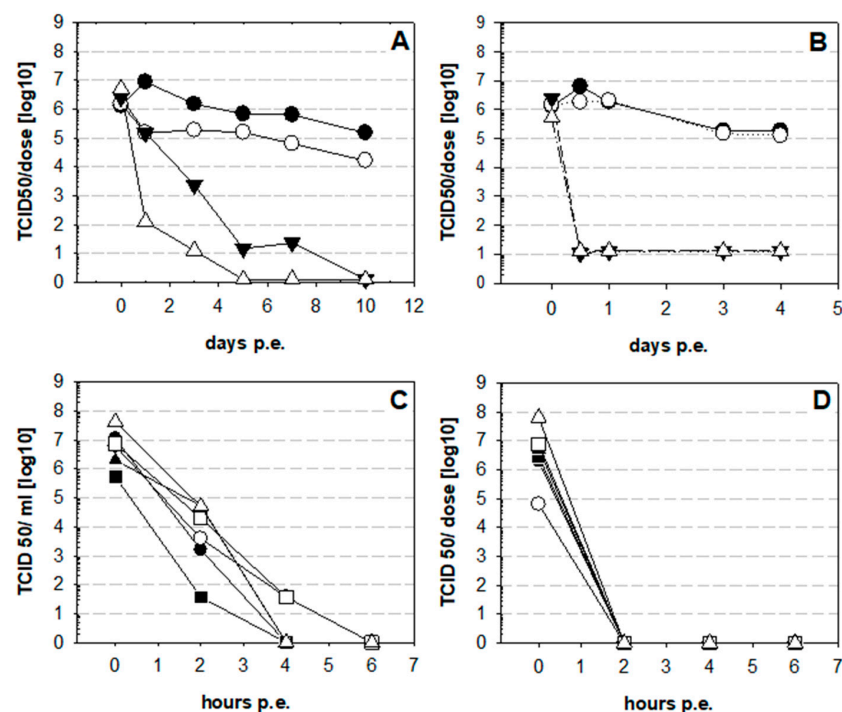 A
TCID50/dose [log10]
9
8
7
6
5
4
3
2
1
0
0 2 4 6 8 10 12
days p.e.
B
TCID50/dose [log10]
9
8
7
6
5
4
3
2
1
0
0 1 2 3 4 5
days p.e.
C
TCID 50/ ml [log10]
9
8
7
6
5
4
3
2
1
0
0 1 2 3 4 5 6 7
hours p.e.
D
TCID 50/ dose [log10]
9
8
7
6
5
4
3
2
1
0
0 1 2 3 4 5 6 7
hours p.e.